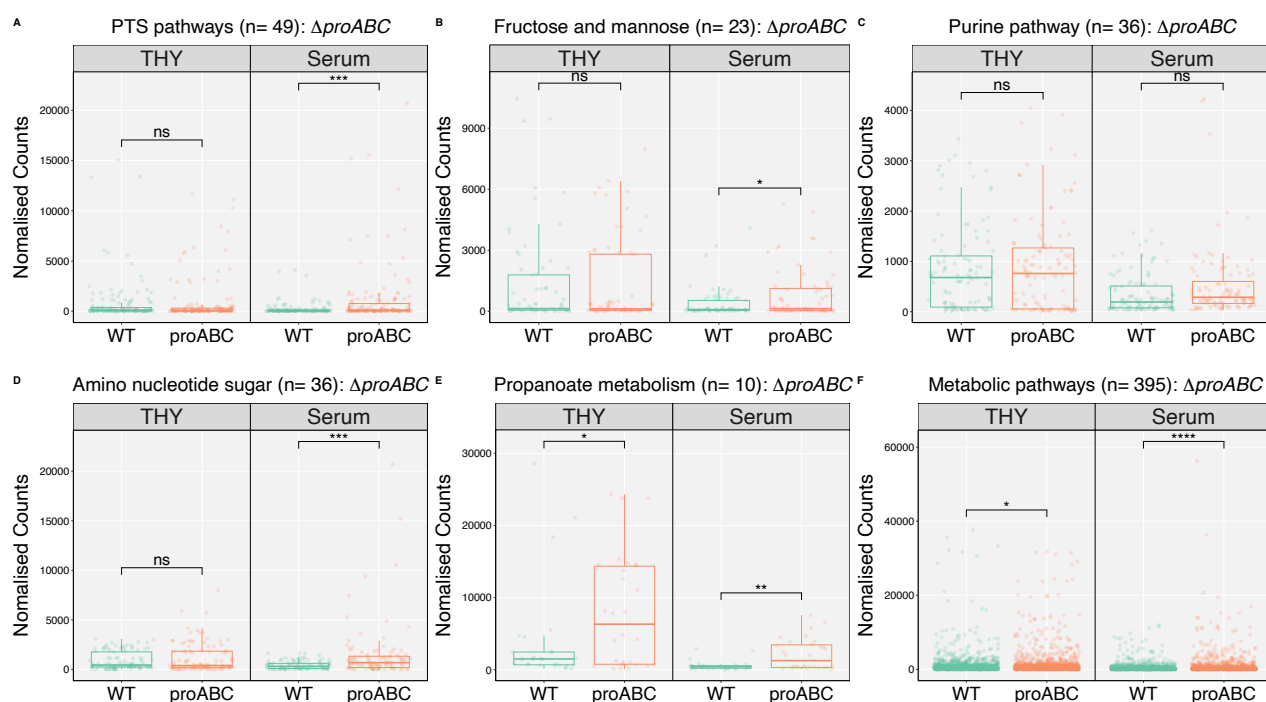 A PTS pathways (n= 49): ΔproABC
B Fructose and mannose (n= 23): ΔproABC
C Purine pathway (n= 36): ΔproABC
THY Serum
Nomalised Counts
20000
15000
10000
5000
0
ns
***
WT proABC WT proABC
THY Serum
Nomalised Counts
9000
6000
3000
0
ns
*
WT proABC WT proABC
THY Serum
Nomalised Counts
4000
3000
2000
1000
0
ns
ns
WT proABC WT proABC
D Amino nucleotide sugar (n= 36): ΔproABC
E Propanoate metabolism (n= 10): ΔproABC
F Metabolic pathways (n= 395): ΔproABC
THY Serum
Nomalised Counts
20000
15000
10000
5000
0
ns
***
WT proABC WT proABC
THY Serum
Nomalised Counts
30000
20000
10000
0
*
**
WT proABC WT proABC
THY Serum
Nomalised Counts
60000
40000
20000
0
*
****
WT proABC WT proABC